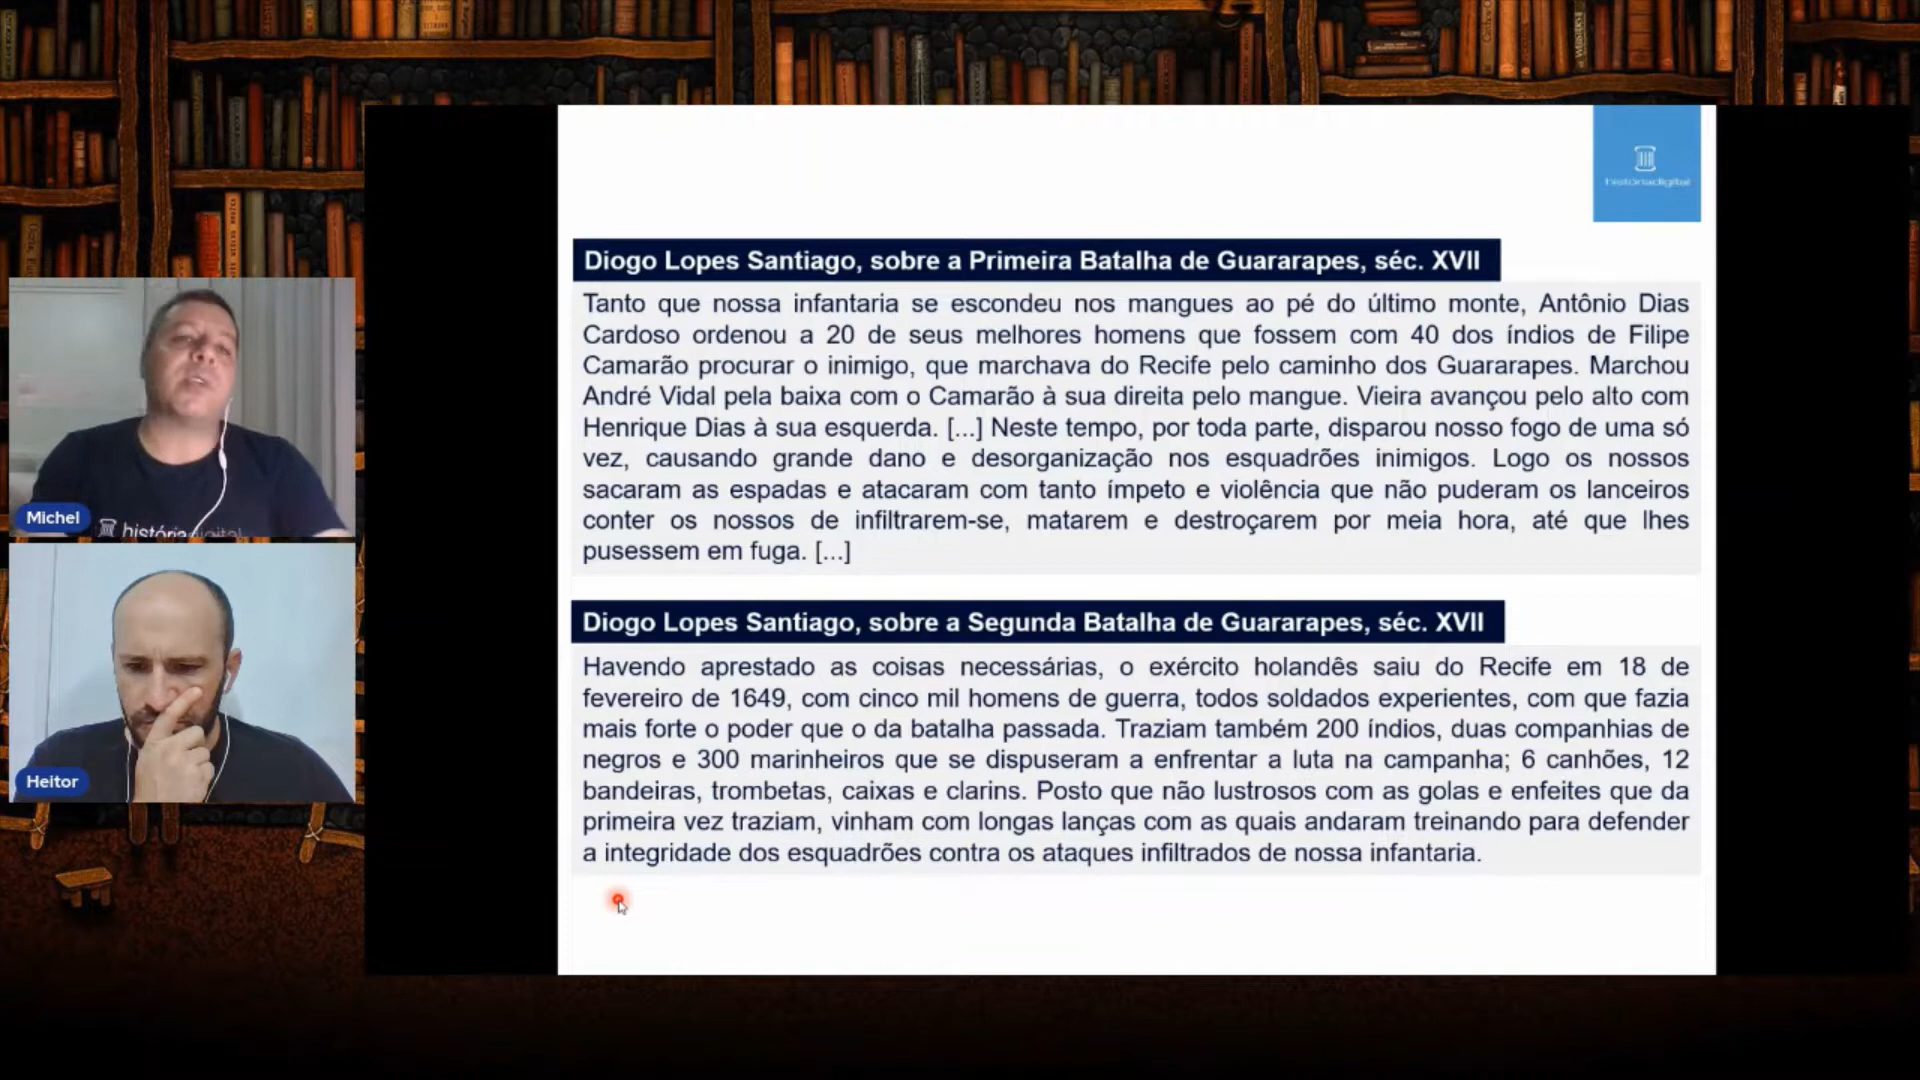 históriadigital
Diogo Lopes Santiago, sobre a Primeira Batalha de Guararapes, séc. XVII
Tanto que nossa infantaria se escondeu nos mangues ao pé do último monte, Antônio Dias
Cardoso ordenou a 20 de seus melhores homens que fossem com 40 dos índios de Filipe
Camarão procurar o inimigo, que marchava do Recife pelo caminho dos Guararapes. Marchou
André Vidal pela baixa com o Camarão à sua direita pelo mangue. Vieira avançou pelo alto com
Henrique Dias à sua esquerda. [...] Neste tempo, por toda parte, disparou nosso fogo de uma só
vez, causando grande dano e desorganização nos esquadrões inimigos. Logo os nossos
sacaram as espadas e atacaram com tanto ímpeto e violência que não puderam os lanceiros
conter os nossos de infiltrarem-se, matarem e destroçarem por meia hora, até que lhes
pusessem em fuga. [...]
Diogo Lopes Santiago, sobre a Segunda Batalha de Guararapes, séc. XVII
Havendo aprestado as coisas necessárias, o exército holandês saiu do Recife em 18 de
fevereiro de 1649, com cinco mil homens de guerra, todos soldados experientes, com que fazia
mais forte o poder que o da batalha passada. Traziam também 200 índios, duas companhias de
negros e 300 marinheiros que se dispuseram a enfrentar a luta na campanha; 6 canhões, 12
bandeiras, trombetas, caixas e clarins. Posto que não lustrosos com as golas e enfeites que da
primeira vez traziam, vinham com longas lanças com as quais andaram treinando para defender
a integridade dos esquadrões contra os ataques infiltrados de nossa infantaria.
Michel
históriadigital
Heitor